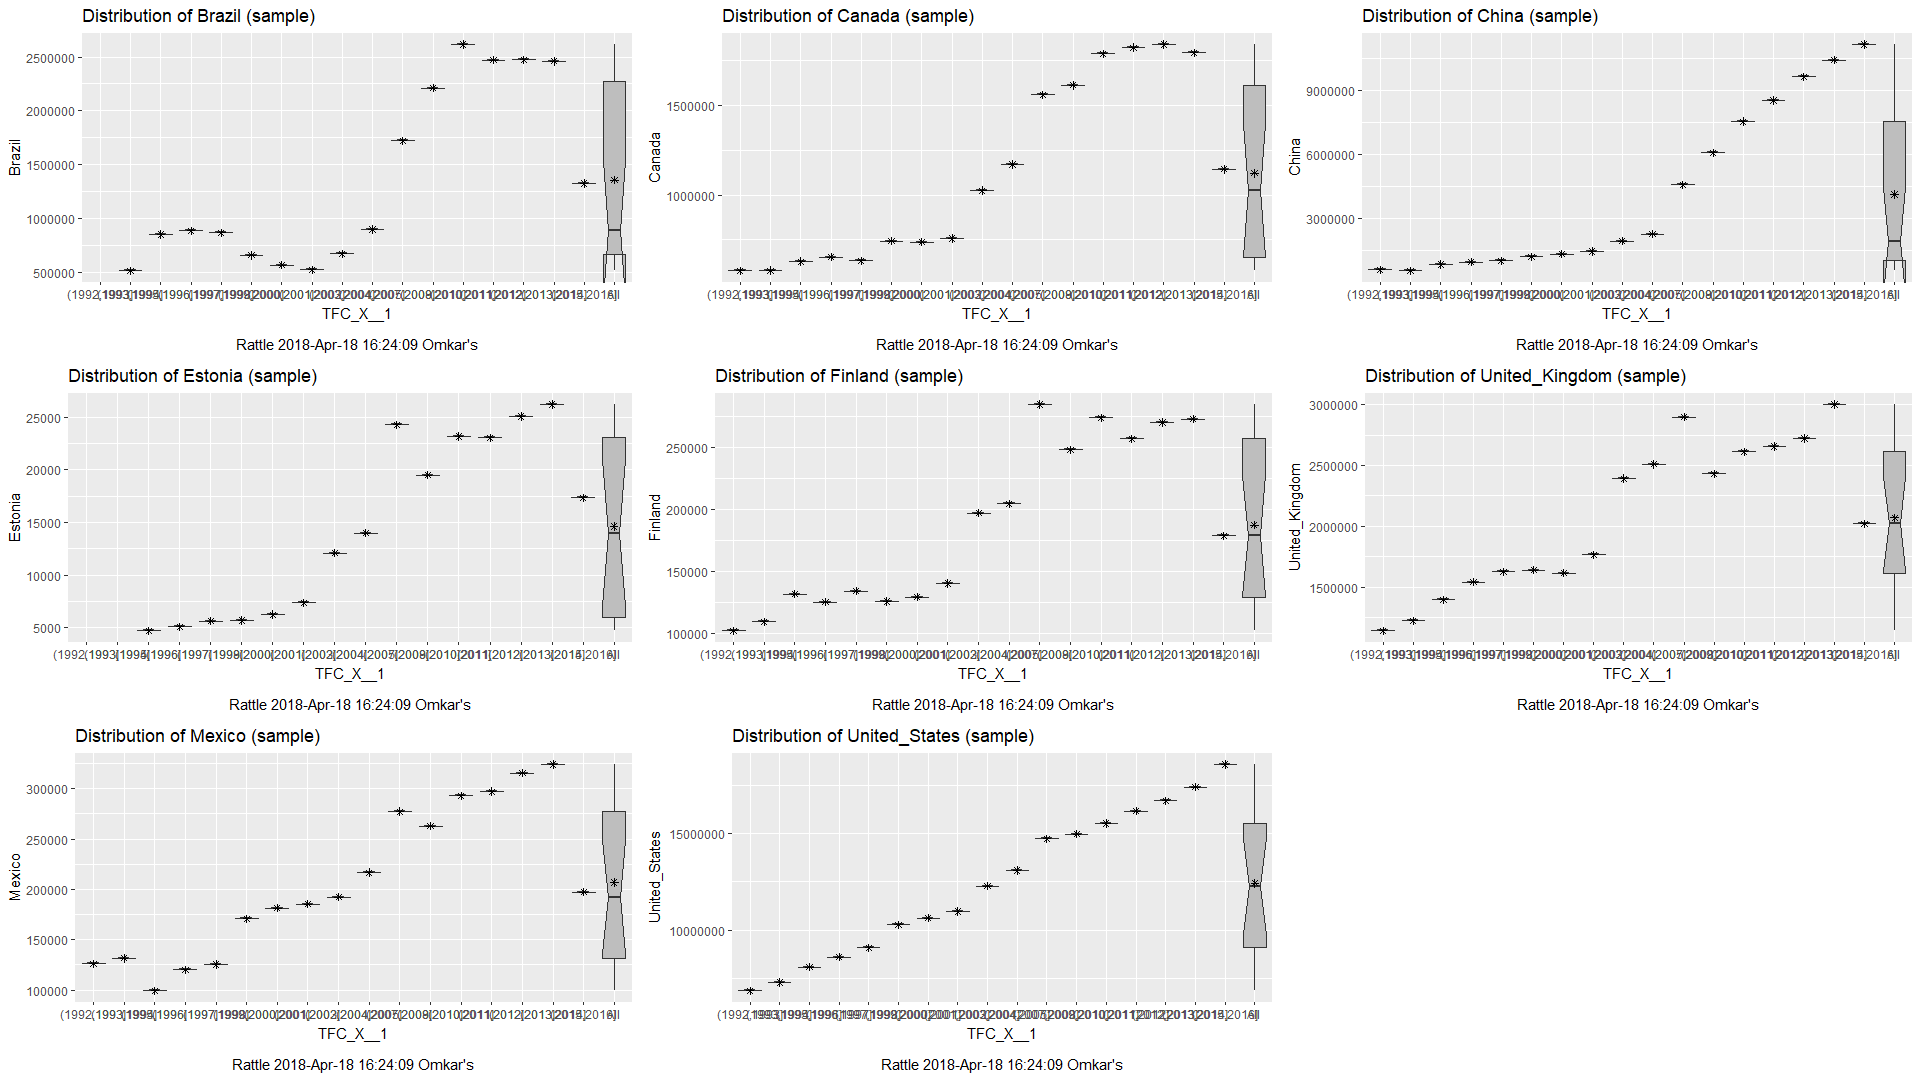 Distribution of Brazil (sample)
2500000
2000000
1500000
1000000
500000
Brazil
TFC_X__1
Rattle 2018-Apr-18 16:24:09 Omkar's
Distribution of Canada (sample)
1500000
1000000
Canada
TFC_X__1
Rattle 2018-Apr-18 16:24:09 Omkar's
Distribution of China (sample)
9000000
6000000
3000000
China
TFC_X__1
Rattle 2018-Apr-18 16:24:09 Omkar's
Distribution of Estonia (sample)
25000
20000
15000
10000
5000
Estonia
TFC_X__1
Rattle 2018-Apr-18 16:24:09 Omkar's
Distribution of Finland (sample)
250000
200000
150000
100000
Finland
TFC_X__1
Rattle 2018-Apr-18 16:24:09 Omkar's
Distribution of United_Kingdom (sample)
3000000
2500000
2000000
1500000
United_Kingdom
TFC_X__1
Rattle 2018-Apr-18 16:24:09 Omkar's
Distribution of Mexico (sample)
300000
250000
200000
150000
100000
Mexico
TFC_X__1
Rattle 2018-Apr-18 16:24:09 Omkar's
Distribution of United_States (sample)
15000000
10000000
United_States
TFC_X__1
Rattle 2018-Apr-18 16:24:09 Omkar's